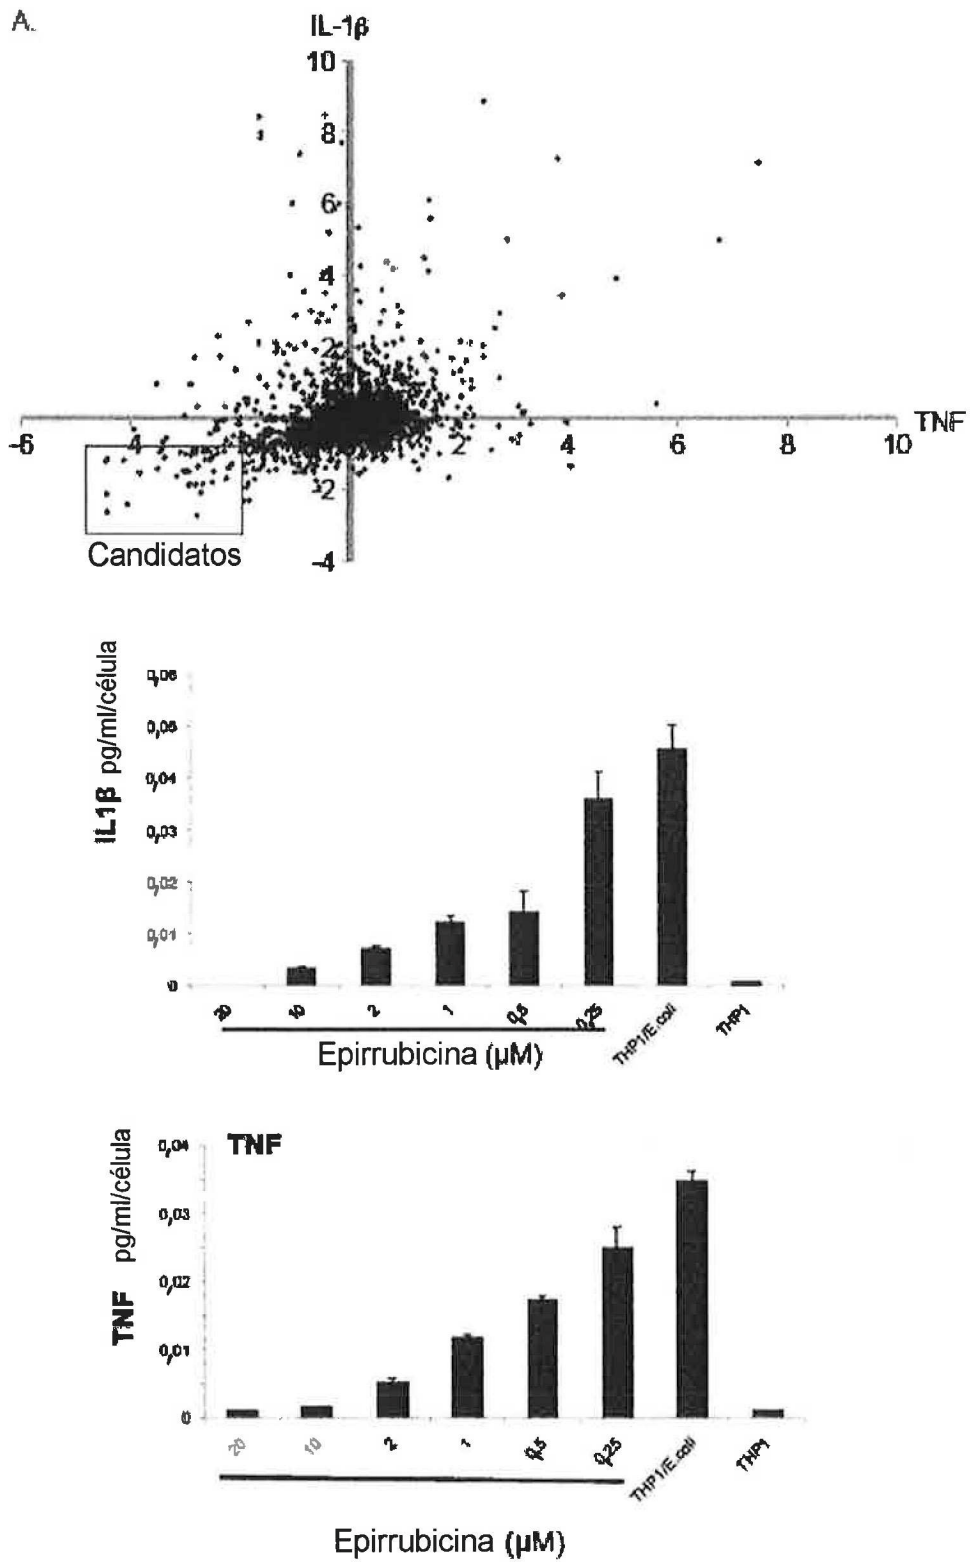 A.
IL-1β
10
8
6
4
2
-5 -4 2 4 6 8 10 TNF
-2
Candidatos
-4
IL1β pg/ml/célula
0,06
0,05
0,04
0,03
0,02
0,01
0
20 10 2 1 0,5 0,25 THP1/E.coli THP1
Epirrubicina (µM)
TNF
TNF pg/ml/célula
0,04
0,03
0,02
0,01
0
20 10 2 1 0,5 0,25 THP1/E.coli THP1
Epirrubicina (µM)